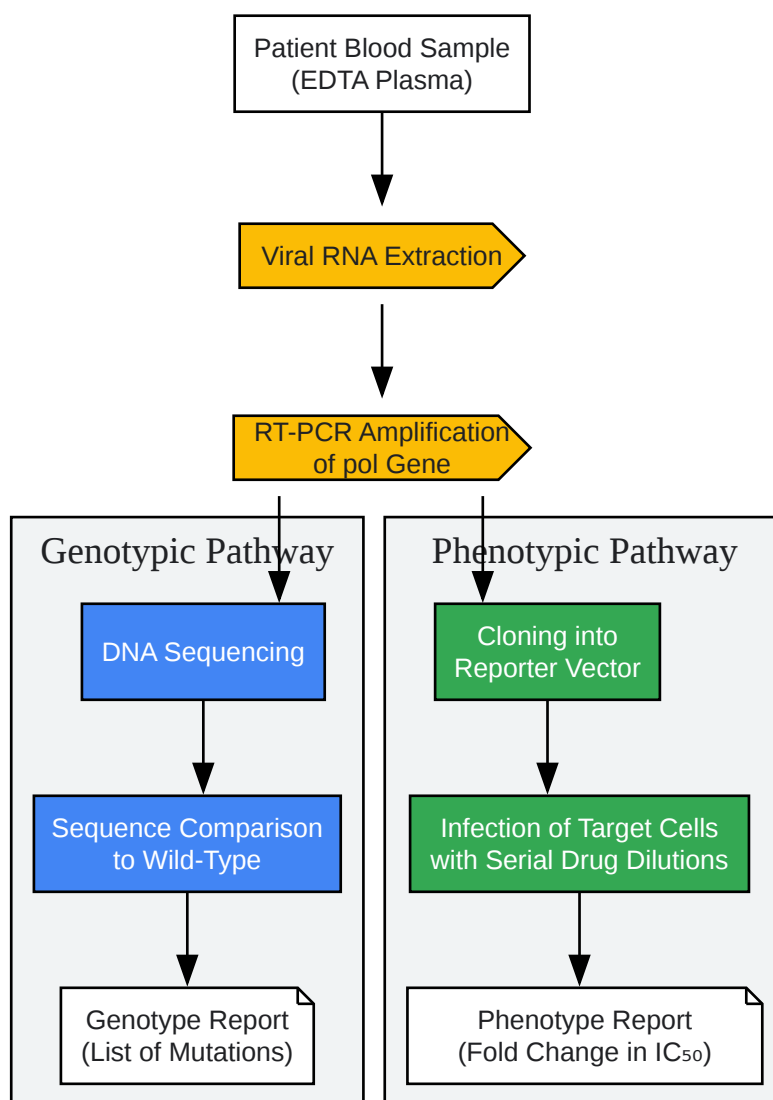 Patient Blood Sample
(EDTA Plasma)
Viral RNA Extraction
RT-PCR Amplification
of pol Gene
Genotypic Pathway
DNA Sequencing
Sequence Comparison
to Wild-Type
Genotype Report
(List of Mutations)
Phenotypic Pathway
Cloning into
Reporter Vector
Infection of Target Cells
with Serial Drug Dilutions
Phenotype Report
(Fold Change in IC₅₀)